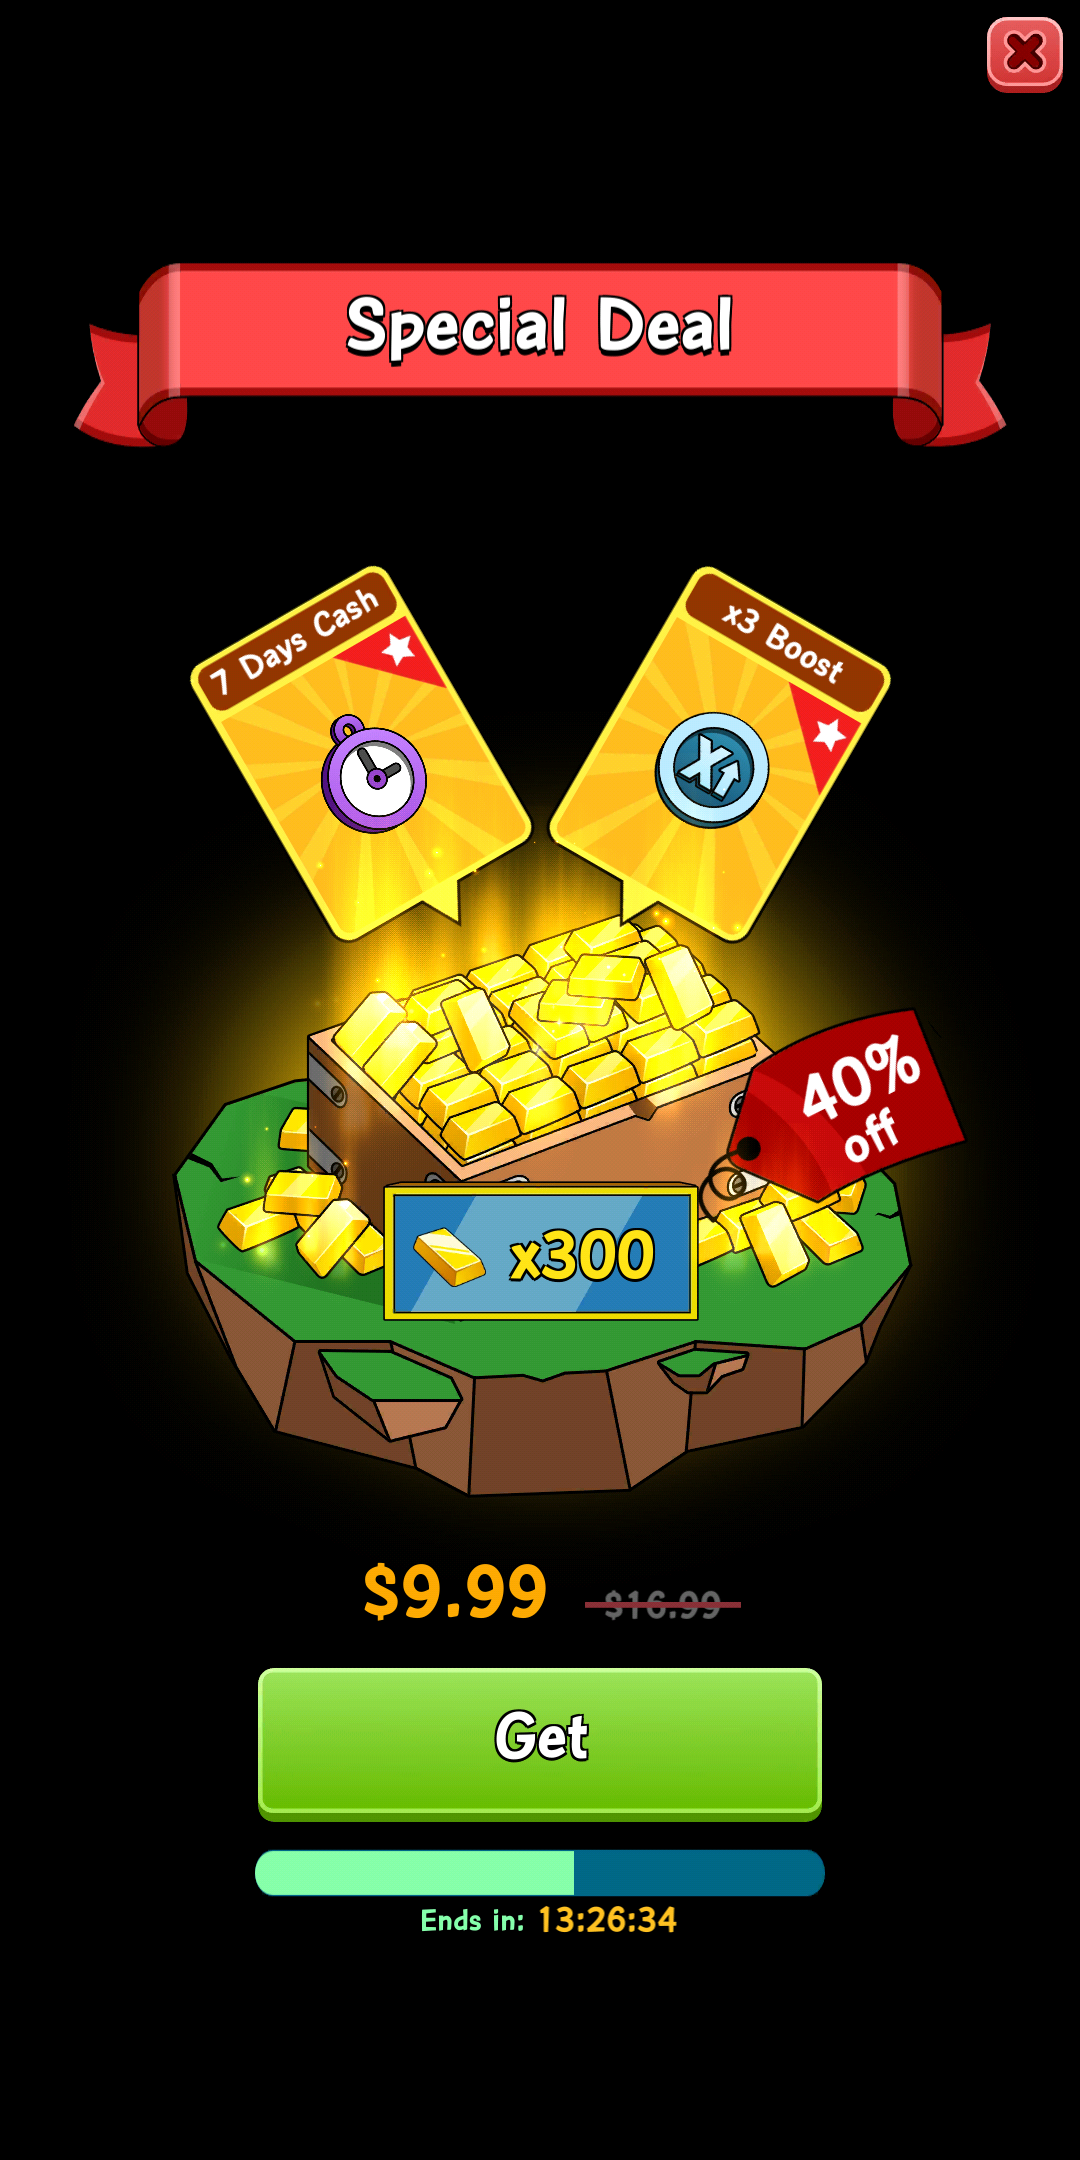 Special Deal
7 Days Cash
x3 Boost
40%
off
x300
$9.99
$16.99
Get
Ends in: 13:26:34